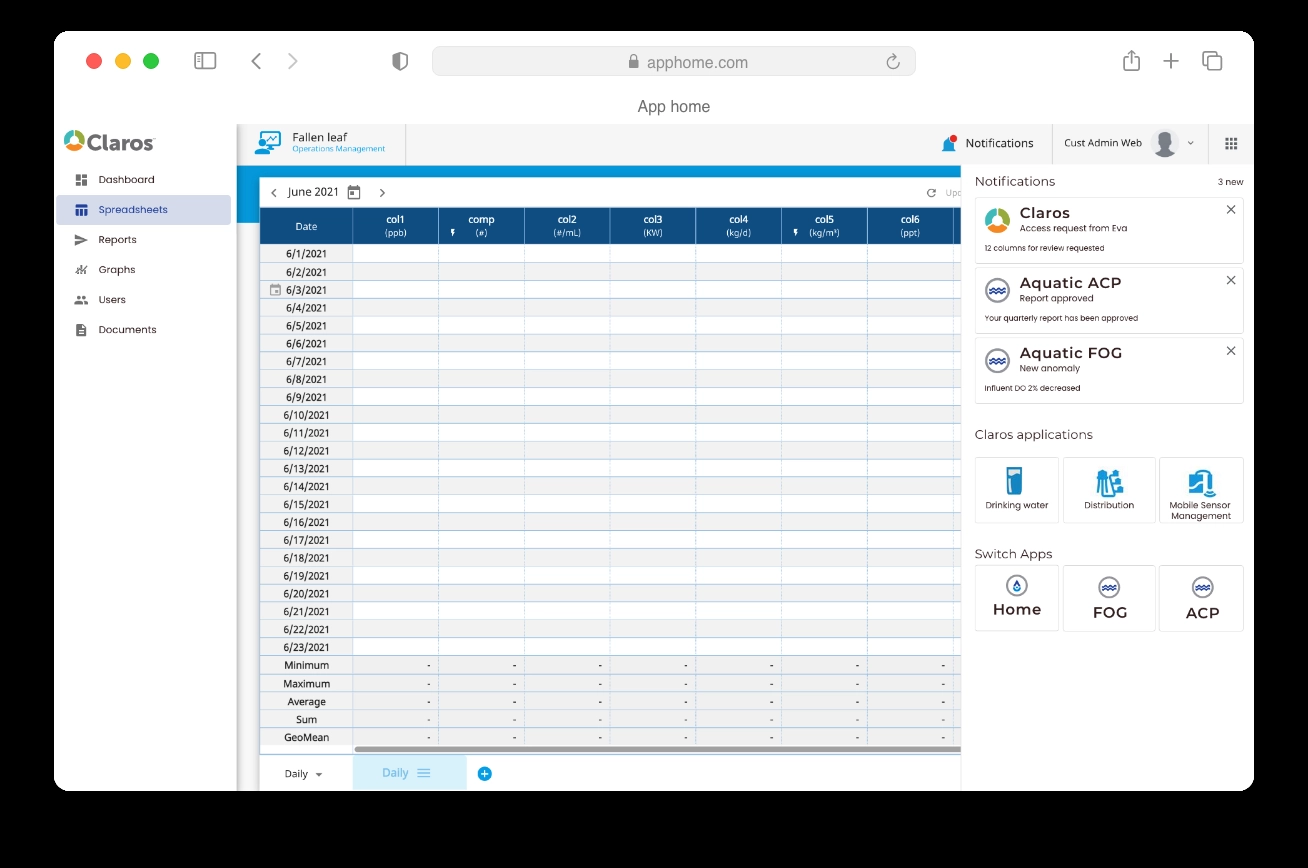 apphome.com
App home
Claros
Dashboard
Spreadsheets
Reports
Graphs
Users
Documents
Fallen leaf
Operations Management
Notifications
Cust Admin Web
June 2021
Date
col1
(ppb)
comp
(#)
col2
(#/mL)
col3
(KW)
col4
(kg/d)
col5
(kg/m³)
col6
(ppt)
6/1/2021
6/2/2021
6/3/2021
6/4/2021
6/5/2021
6/6/2021
6/7/2021
6/8/2021
6/9/2021
6/10/2021
6/11/2021
6/12/2021
6/13/2021
6/14/2021
6/15/2021
6/16/2021
6/17/2021
6/18/2021
6/19/2021
6/20/2021
6/21/2021
6/22/2021
6/23/2021
Minimum - - - - - - -
Maximum - - - - - - -
Average - - - - - - -
Sum - - - - - - -
GeoMean - - - - - - -
Daily
Daily
Notifications
3 new
Claros
Access request from Eva
12 columns for review requested
Aquatic ACP
Report approved
Your quarterly report has been approved
Aquatic FOG
New anomaly
Influent DO 2% decreased
Claros applications
Drinking water
Distribution
Mobile Sensor
Management
Switch Apps
Home
FOG
ACP